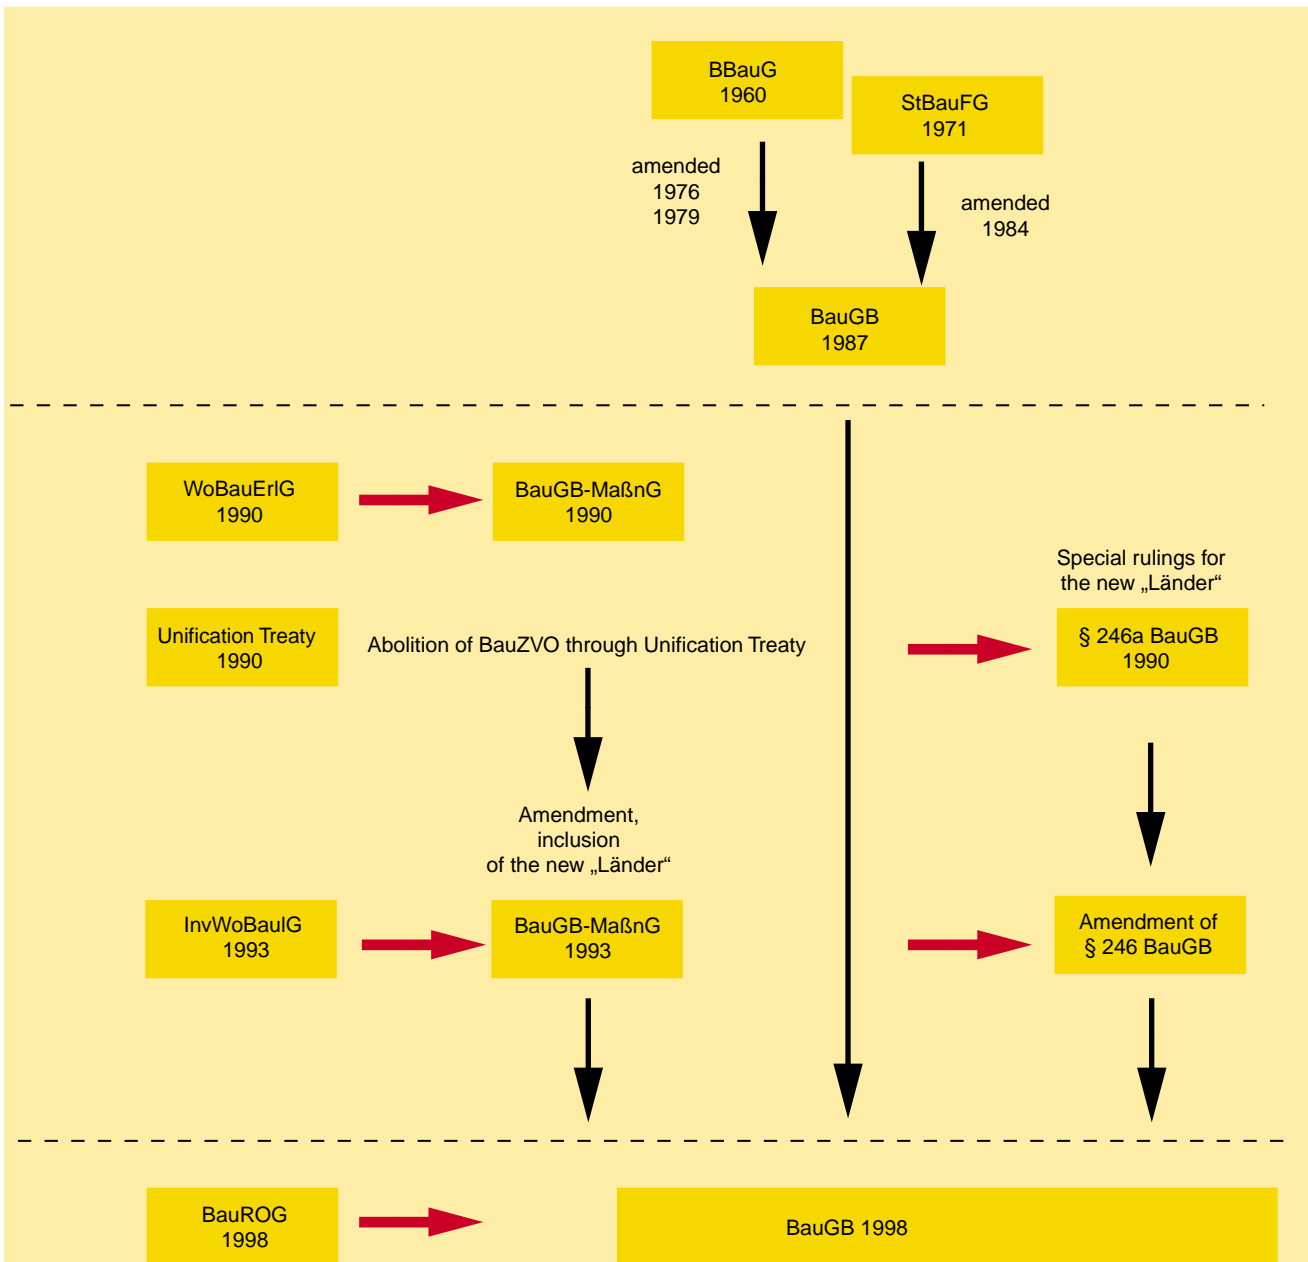 BBauG
1960
StBauFG
1971
amended
1976
1979
amended
1984
BauGB
1987
WoBauErlG
1990
BauGB-MaßnG
1990
Special rulings for
the new „Länder“
Unification Treaty
1990
Abolition of BauZVO through Unification Treaty
§ 246a BauGB
1990
Amendment,
inclusion
of the new „Länder“
InvWoBaulG
1993
BauGB-MaßnG
1993
Amendment of
§ 246 BauGB
BauROG
1998
BauGB 1998